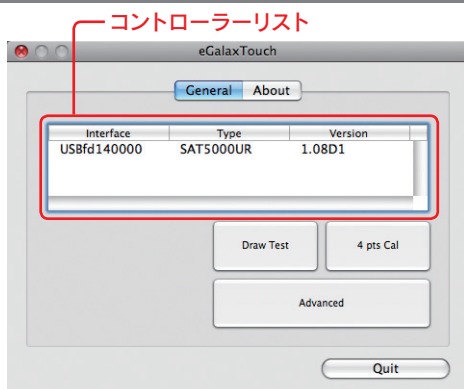 コントローラーリスト
eGalaxTouch
General About
Interface Type Version
USBfd140000 SAT5000UR 1.08D1
Draw Test 4 pts Cal
Advanced
Quit